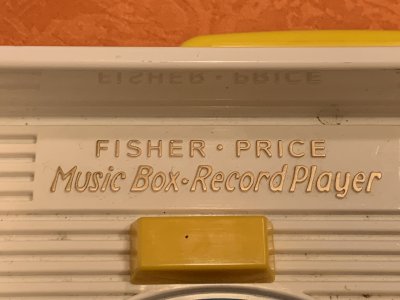 FISHER · PRICE
Music Box · Record Player